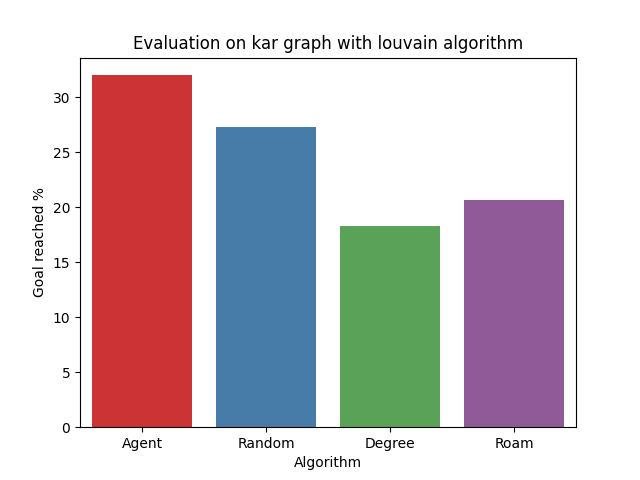 Evaluation on kar graph with louvain algorithm
Goal reached %
30
25
20
15
10
5
0
Agent
Random
Degree
Roam
Algorithm